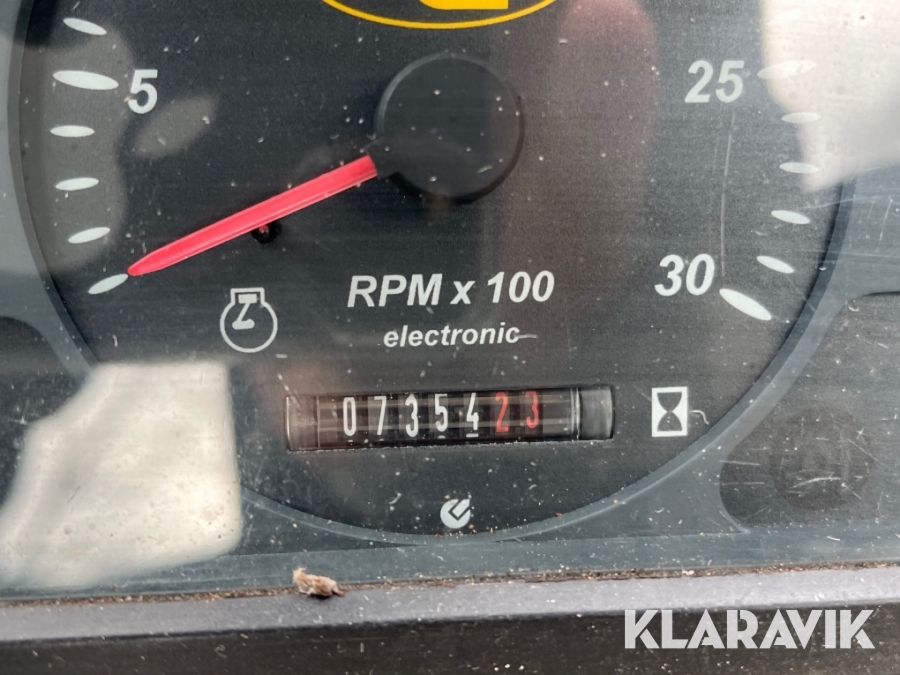 5
25
30
RPM x 100
electronic
0735423
KLARAVIK